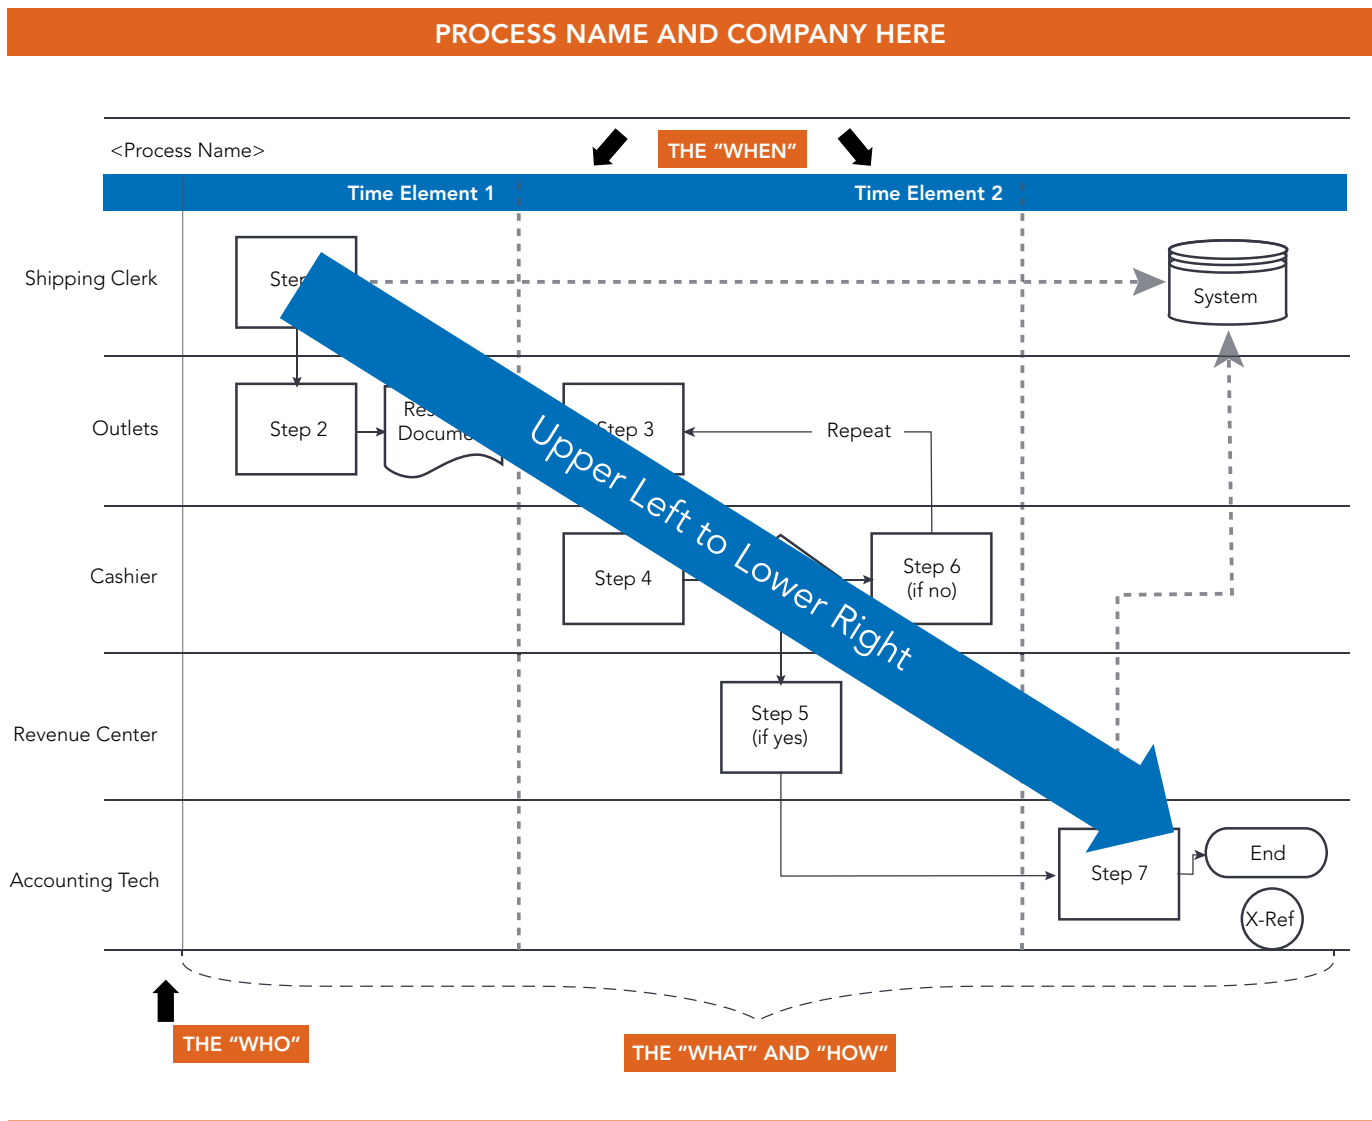 PROCESS NAME AND COMPANY HERE
<Process Name>
THE “WHEN”
Time Element 1
Time Element 2
Shipping Clerk
Step
System
Outlets
Step 2
Step 3
Repeat
Upper Left to Lower Right
Cashier
Step 4
Step 6
(if no)
Revenue Center
Step 5
(if yes)
Accounting Tech
Step 7
End
X-Ref
THE “WHO”
THE “WHAT” AND “HOW”